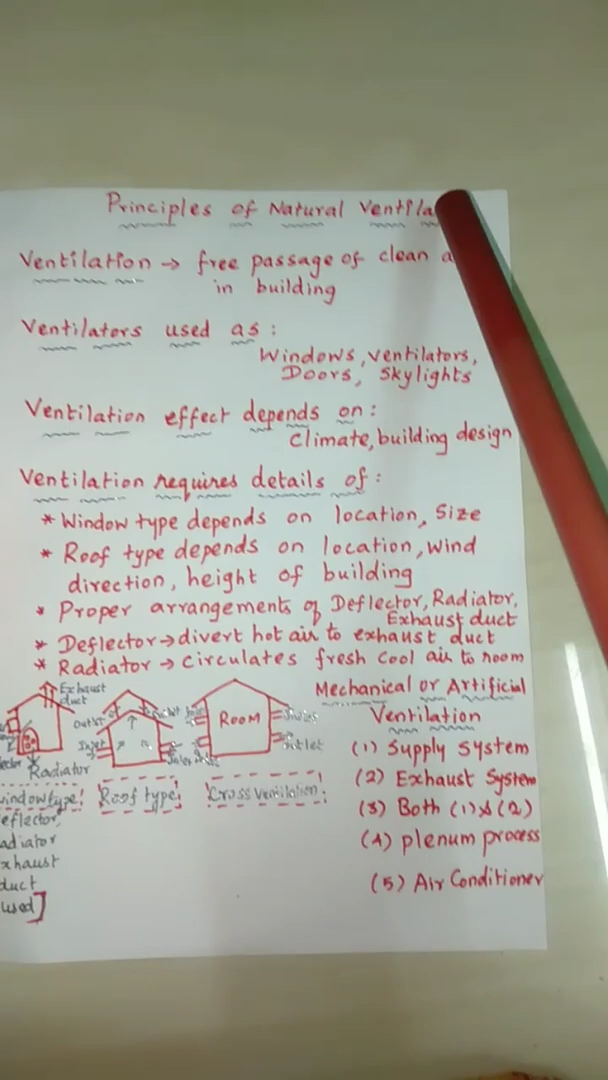 Principles of Natural Ventila
Ventilation → free passage of clean a
in building
Ventilators used as :
Windows, ventilators,
Doors, Skylights
Ventilation effect depends on :
Climate, building design
Ventilation requires details of :
* Window type depends on location, Size
* Roof type depends on location, wind
direction, height of building
* Proper arrangements of Deflector, Radiator,
Exhaust duct
* Deflector → divert hot air to exhaust duct
* Radiator → circulates fresh cool air to room
Exhaust
duct
Radiator
window type
eflector,
adiator
xhaust
duct
used]
Outlet
Inlet
Roof type
ROOM
outlet
Cross ventilation
Mechanical or Artificial
Ventilation
(1) Supply system
(2) Exhaust System
(3) Both (1) & (2)
(4) plenum process
(5) Air Conditioner